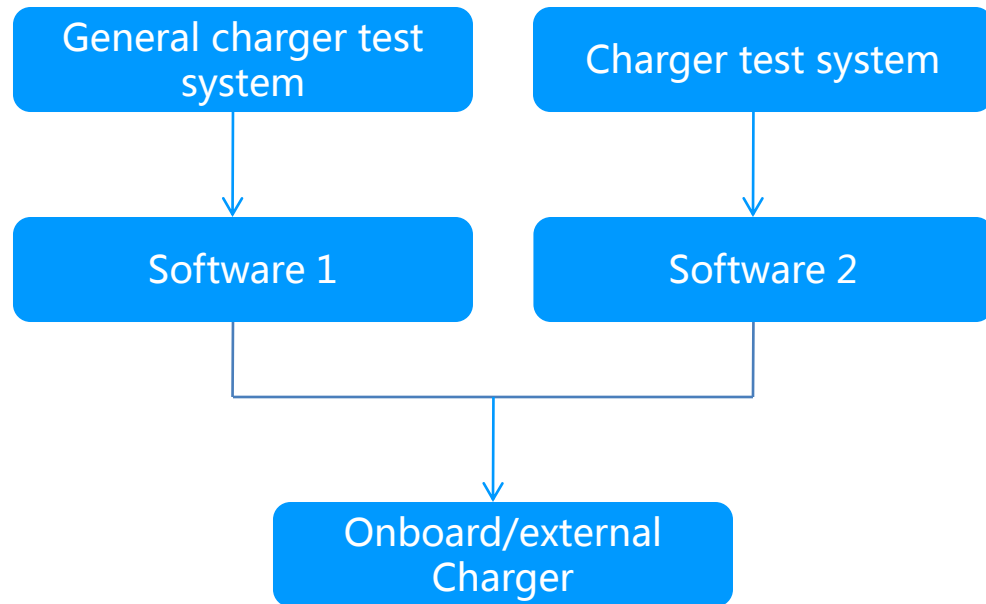 General charger test
system
Charger test system
Software 1
Software 2
Onboard/external
Charger